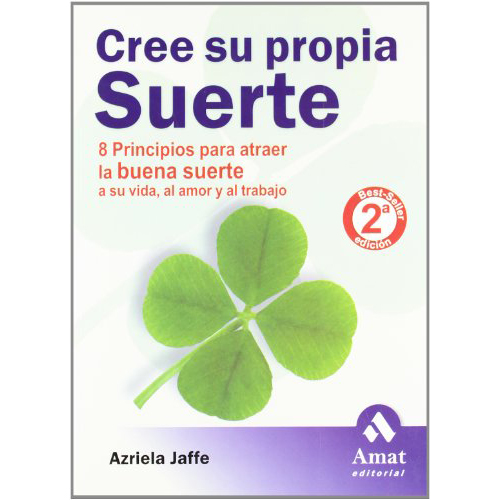 Cree su propia
Suerte
8 Principios para atraer
la buena suerte
a su vida, al amor y al trabajo
Best-Seller
2ª
edición
Azriela Jaffe
Amat
editorial